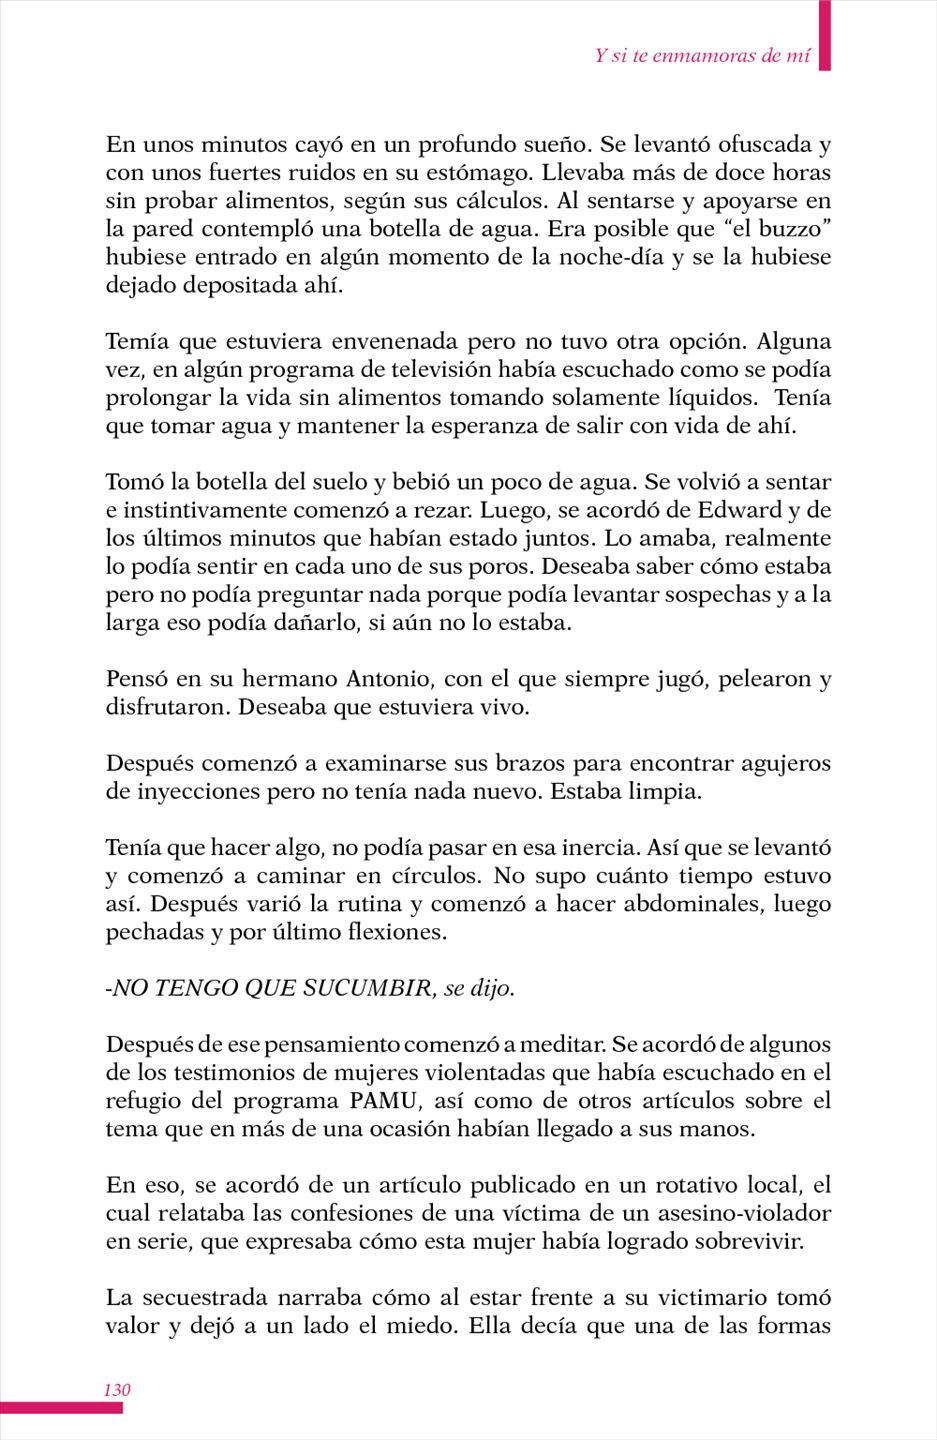 Y si te enmamoras de mí
En unos minutos cayó en un profundo sueño. Se levantó ofuscada y
con unos fuertes ruidos en su estómago. Llevaba más de doce horas
sin probar alimentos, según sus cálculos. Al sentarse y apoyarse en
la pared contempló una botella de agua. Era posible que “el buzzo”
hubiese entrado en algún momento de la noche-día y se la hubiese
dejado depositada ahí.
Temía que estuviera envenenada pero no tuvo otra opción. Alguna
vez, en algún programa de televisión había escuchado como se podía
prolongar la vida sin alimentos tomando solamente líquidos.  Tenía
que tomar agua y mantener la esperanza de salir con vida de ahí.
Tomó la botella del suelo y bebió un poco de agua. Se volvió a sentar
e instintivamente comenzó a rezar. Luego, se acordó de Edward y de
los últimos minutos que habían estado juntos. Lo amaba, realmente
lo podía sentir en cada uno de sus poros. Deseaba saber cómo estaba
pero no podía preguntar nada porque podía levantar sospechas y a la
larga eso podía dañarlo, si aún no lo estaba.
Pensó en su hermano Antonio, con el que siempre jugó, pelearon y
disfrutaron. Deseaba que estuviera vivo.
Después comenzó a examinarse sus brazos para encontrar agujeros
de inyecciones pero no tenía nada nuevo. Estaba limpia.
Tenía que hacer algo, no podía pasar en esa inercia. Así que se levantó
y comenzó a caminar en círculos. No supo cuánto tiempo estuvo
así. Después varió la rutina y comenzó a hacer abdominales, luego
pechadas y por último flexiones.
-NO TENGO QUE SUCUMBIR, se dijo.
Después de ese pensamiento comenzó a meditar. Se acordó de algunos
de los testimonios de mujeres violentadas que había escuchado en el
refugio del programa PAMU, así como de otros artículos sobre el
tema que en más de una ocasión habían llegado a sus manos.
En eso, se acordó de un artículo publicado en un rotativo local, el
cual relataba las confesiones de una víctima de un asesino-violador
en serie, que expresaba cómo esta mujer había logrado sobrevivir.
La secuestrada narraba cómo al estar frente a su victimario tomó
valor y dejó a un lado el miedo. Ella decía que una de las formas
130